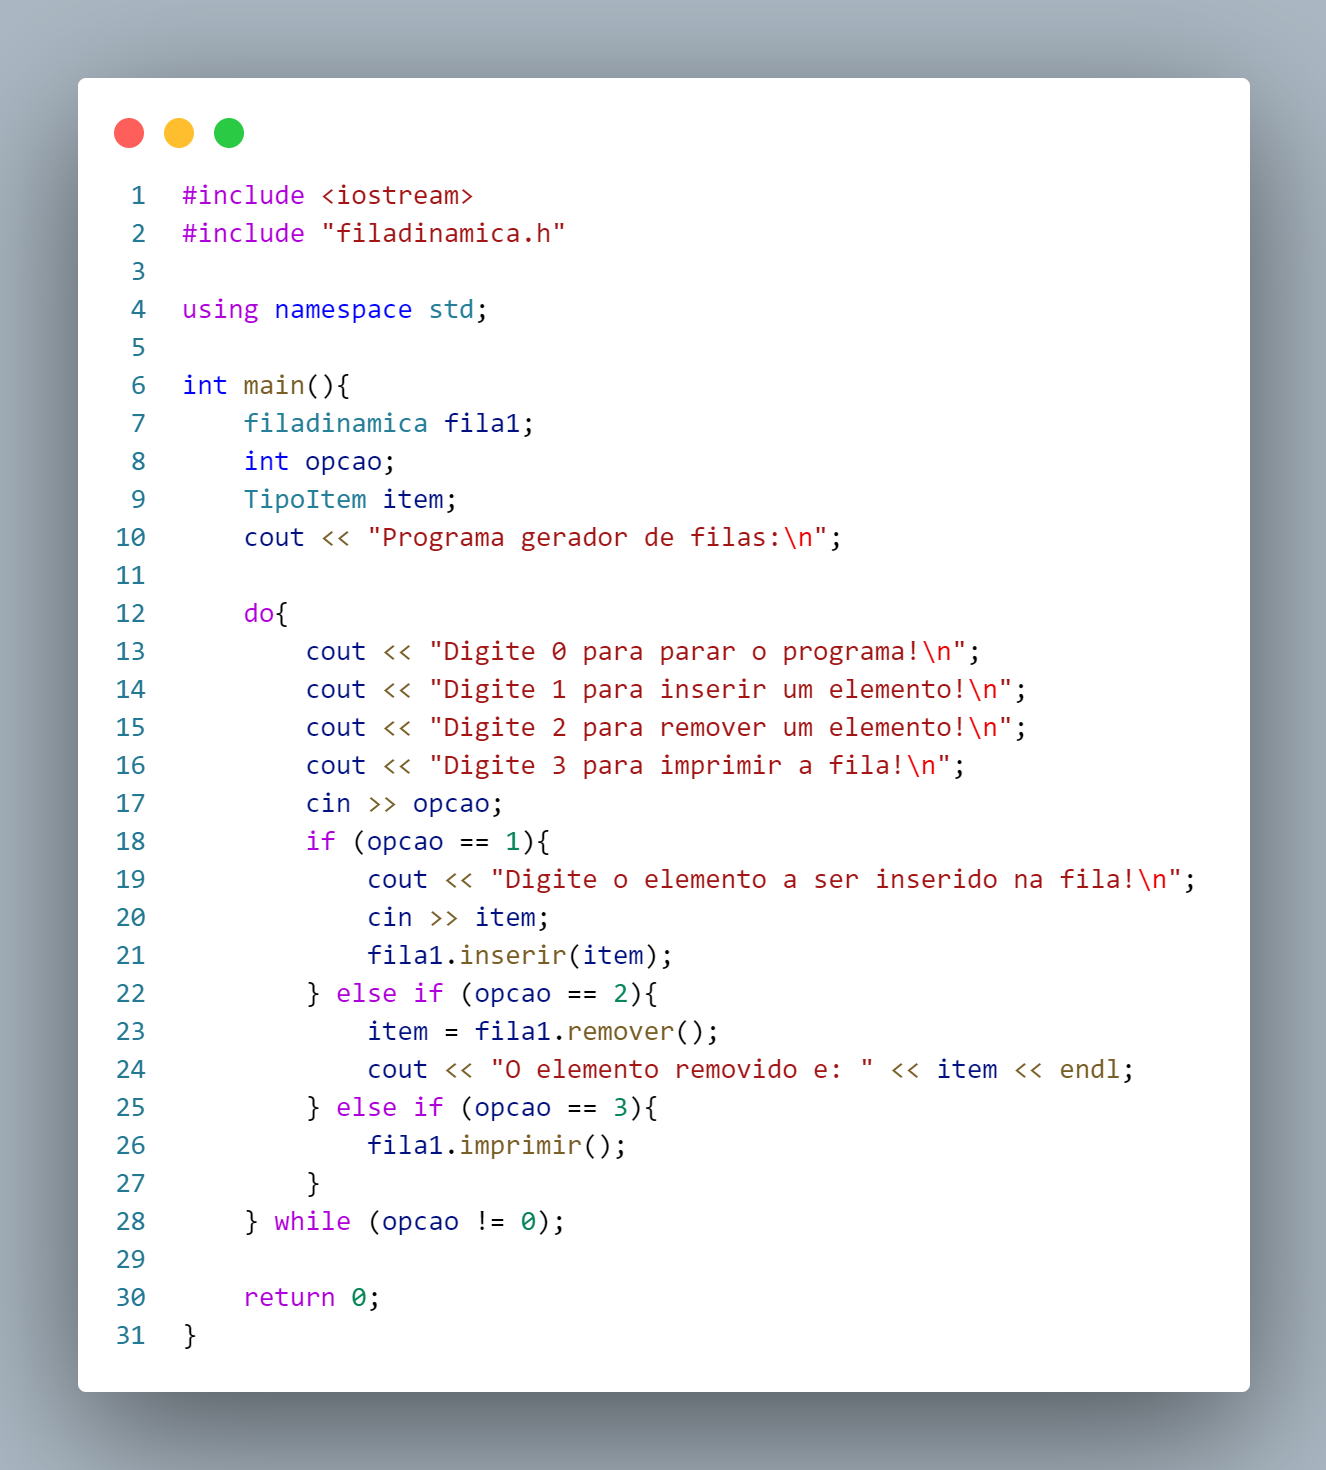 1 #include <iostream>
2 #include "filadinamica.h"
3
4 using namespace std;
5
6 int main(){
7     filadinamica fila1;
8     int opcao;
9     TipoItem item;
10     cout << "Programa gerador de filas:\n";
11
12     do{
13         cout << "Digite 0 para parar o programa!\n";
14         cout << "Digite 1 para inserir um elemento!\n";
15         cout << "Digite 2 para remover um elemento!\n";
16         cout << "Digite 3 para imprimir a fila!\n";
17         cin >> opcao;
18         if (opcao == 1){
19             cout << "Digite o elemento a ser inserido na fila!\n";
20             cin >> item;
21             fila1.inserir(item);
22         } else if (opcao == 2){
23             item = fila1.remover();
24             cout << "O elemento removido e: " << item << endl;
25         } else if (opcao == 3){
26             fila1.imprimir();
27         }
28     } while (opcao != 0);
29
30     return 0;
31 }